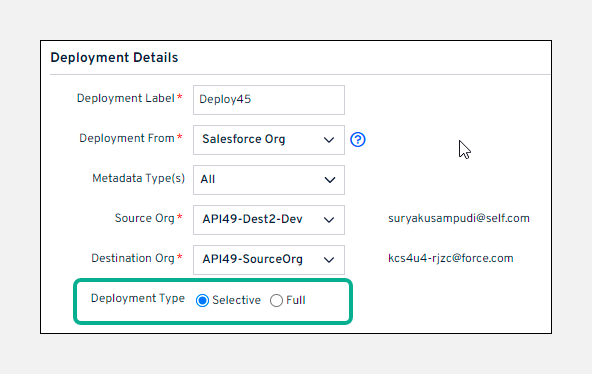 Deployment Details
Deployment Label * Deploy45
Deployment From * Salesforce Org ?
Metadata Type(s) All
Source Org * API49-Dest2-Dev suryakusampudi@self.com
Destination Org * API49-SourceOrg kcs4u4-rjzc@force.com
Deployment Type Selective Full